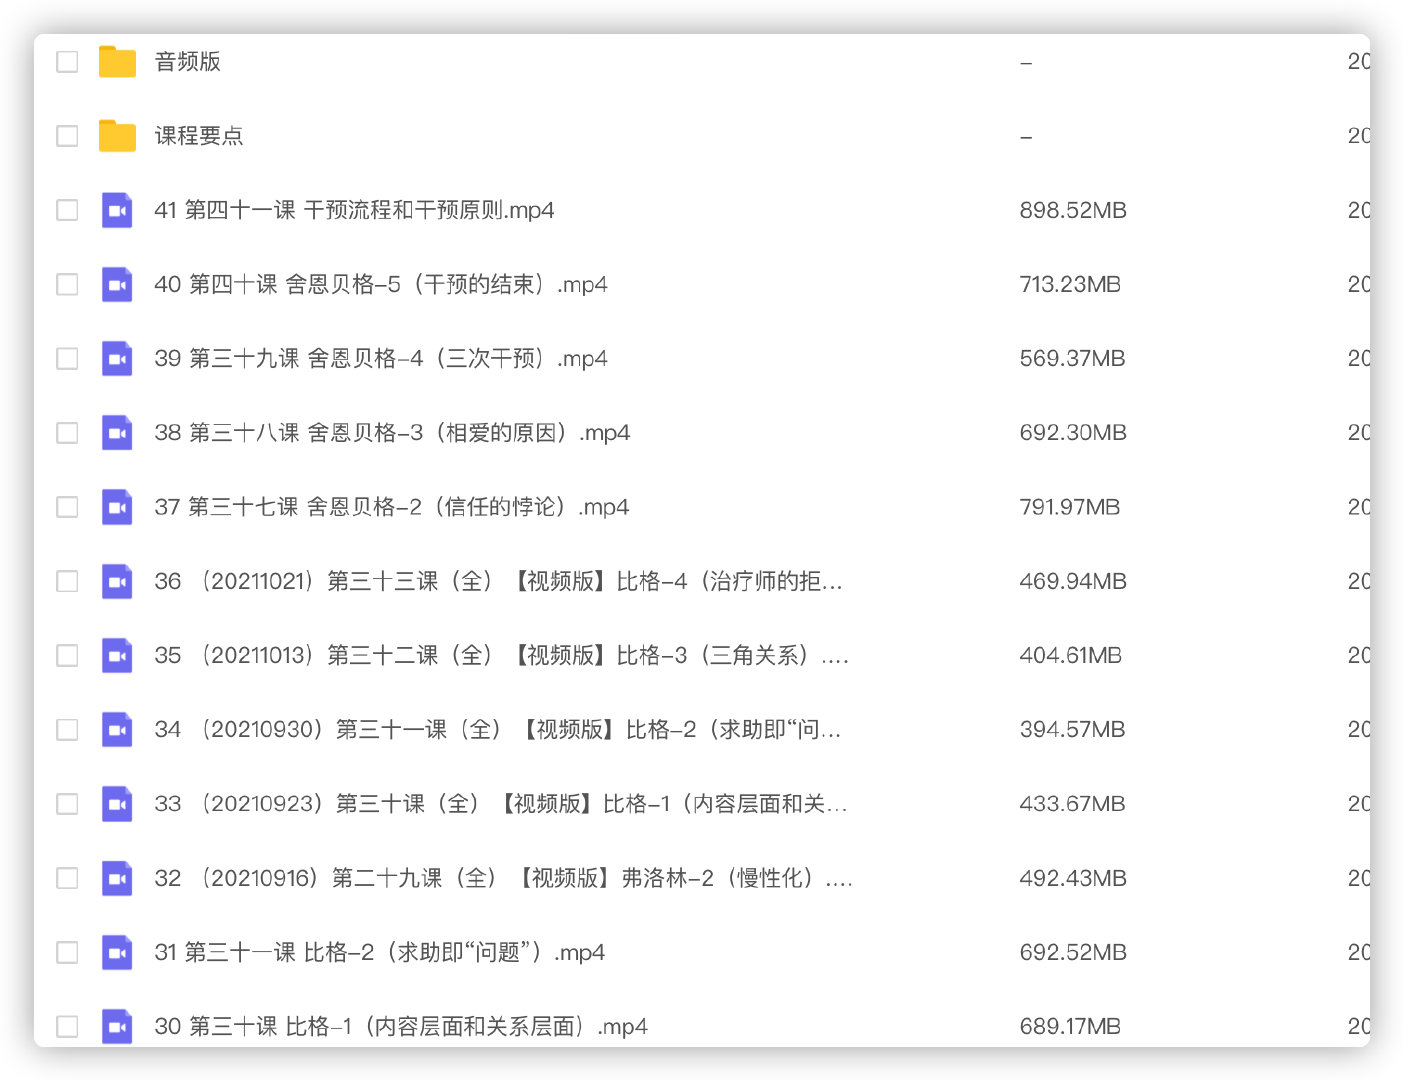 音频版 – 20
课程要点 – 20
41 第四十一课 干预流程和干预原则.mp4 898.52MB 20
40 第四十课 舍恩贝格-5（干预的结束）.mp4 713.23MB 20
39 第三十九课 舍恩贝格-4（三次干预）.mp4 569.37MB 20
38 第三十八课 舍恩贝格-3（相爱的原因）.mp4 692.30MB 20
37 第三十七课 舍恩贝格-2（信任的悖论）.mp4 791.97MB 20
36 （20211021）第三十三课（全）【视频版】比格-4（治疗师的拒... 469.94MB 20
35 （20211013）第三十二课（全）【视频版】比格-3（三角关系）.... 404.61MB 20
34 （20210930）第三十一课（全）【视频版】比格-2（求助即“问... 394.57MB 20
33 （20210923）第三十课（全）【视频版】比格-1（内容层面和关... 433.67MB 20
32 （20210916）第二十九课（全）【视频版】弗洛林-2（慢性化）.... 492.43MB 20
31 第三十一课 比格-2（求助即“问题”）.mp4 692.52MB 20
30 第三十课 比格-1（内容层面和关系层面）.mp4 689.17MB 20